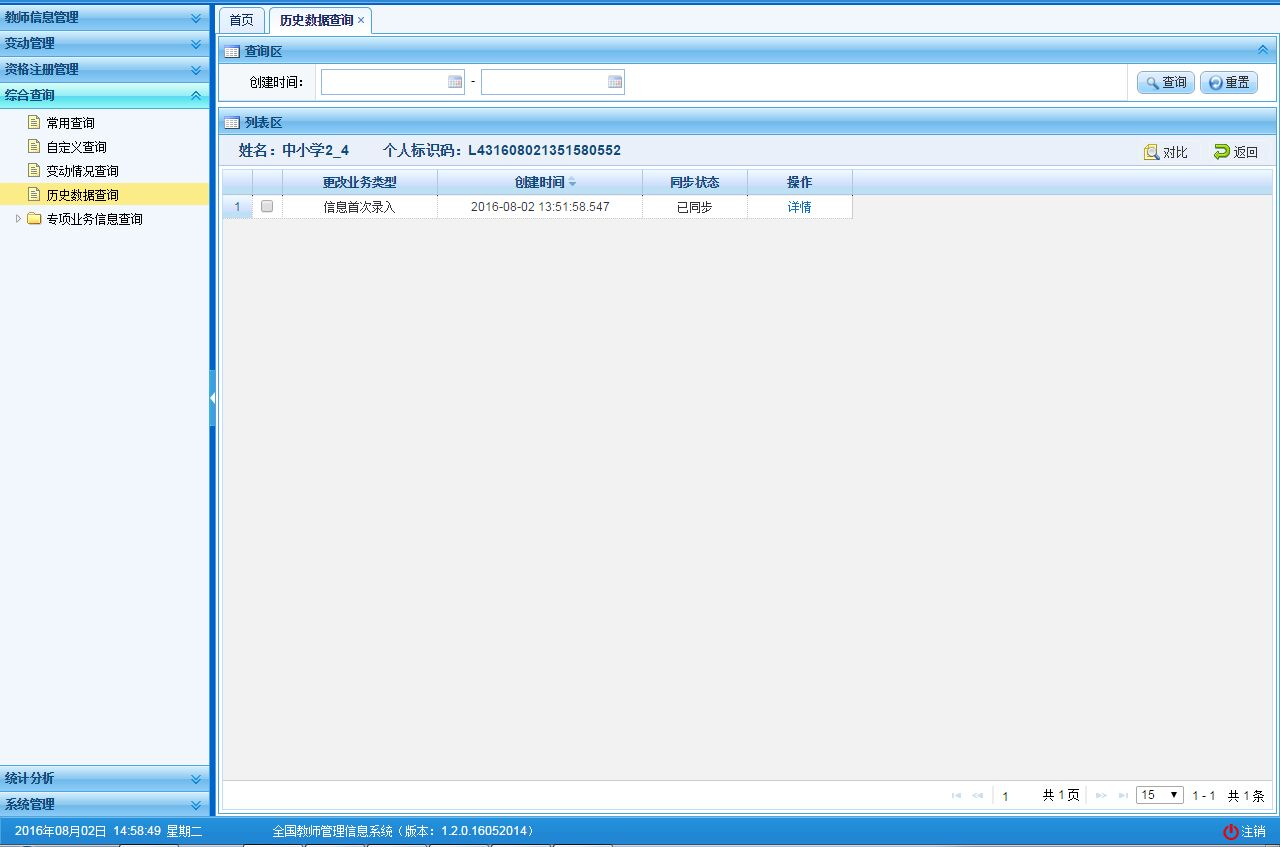 教师信息管理
变动管理
资格注册管理
综合查询
常用查询
自定义查询
变动情况查询
历史数据查询
专项业务信息查询
统计分析
系统管理
首页 历史数据查询 ×
查询区
创建时间： - 查询 重置
列表区
姓名：中小学2_4 个人标识码：L431608021351580552 对比 返回
更改业务类型 创建时间 同步状态 操作
1 信息首次录入 2016-08-02 13:51:58.547 已同步 详情
1 共 1 页 15 1 - 1 共 1 条
2016年08月02日 14:58:49 星期二 全国教师管理信息系统（版本：1.2.0.16052014） 注销